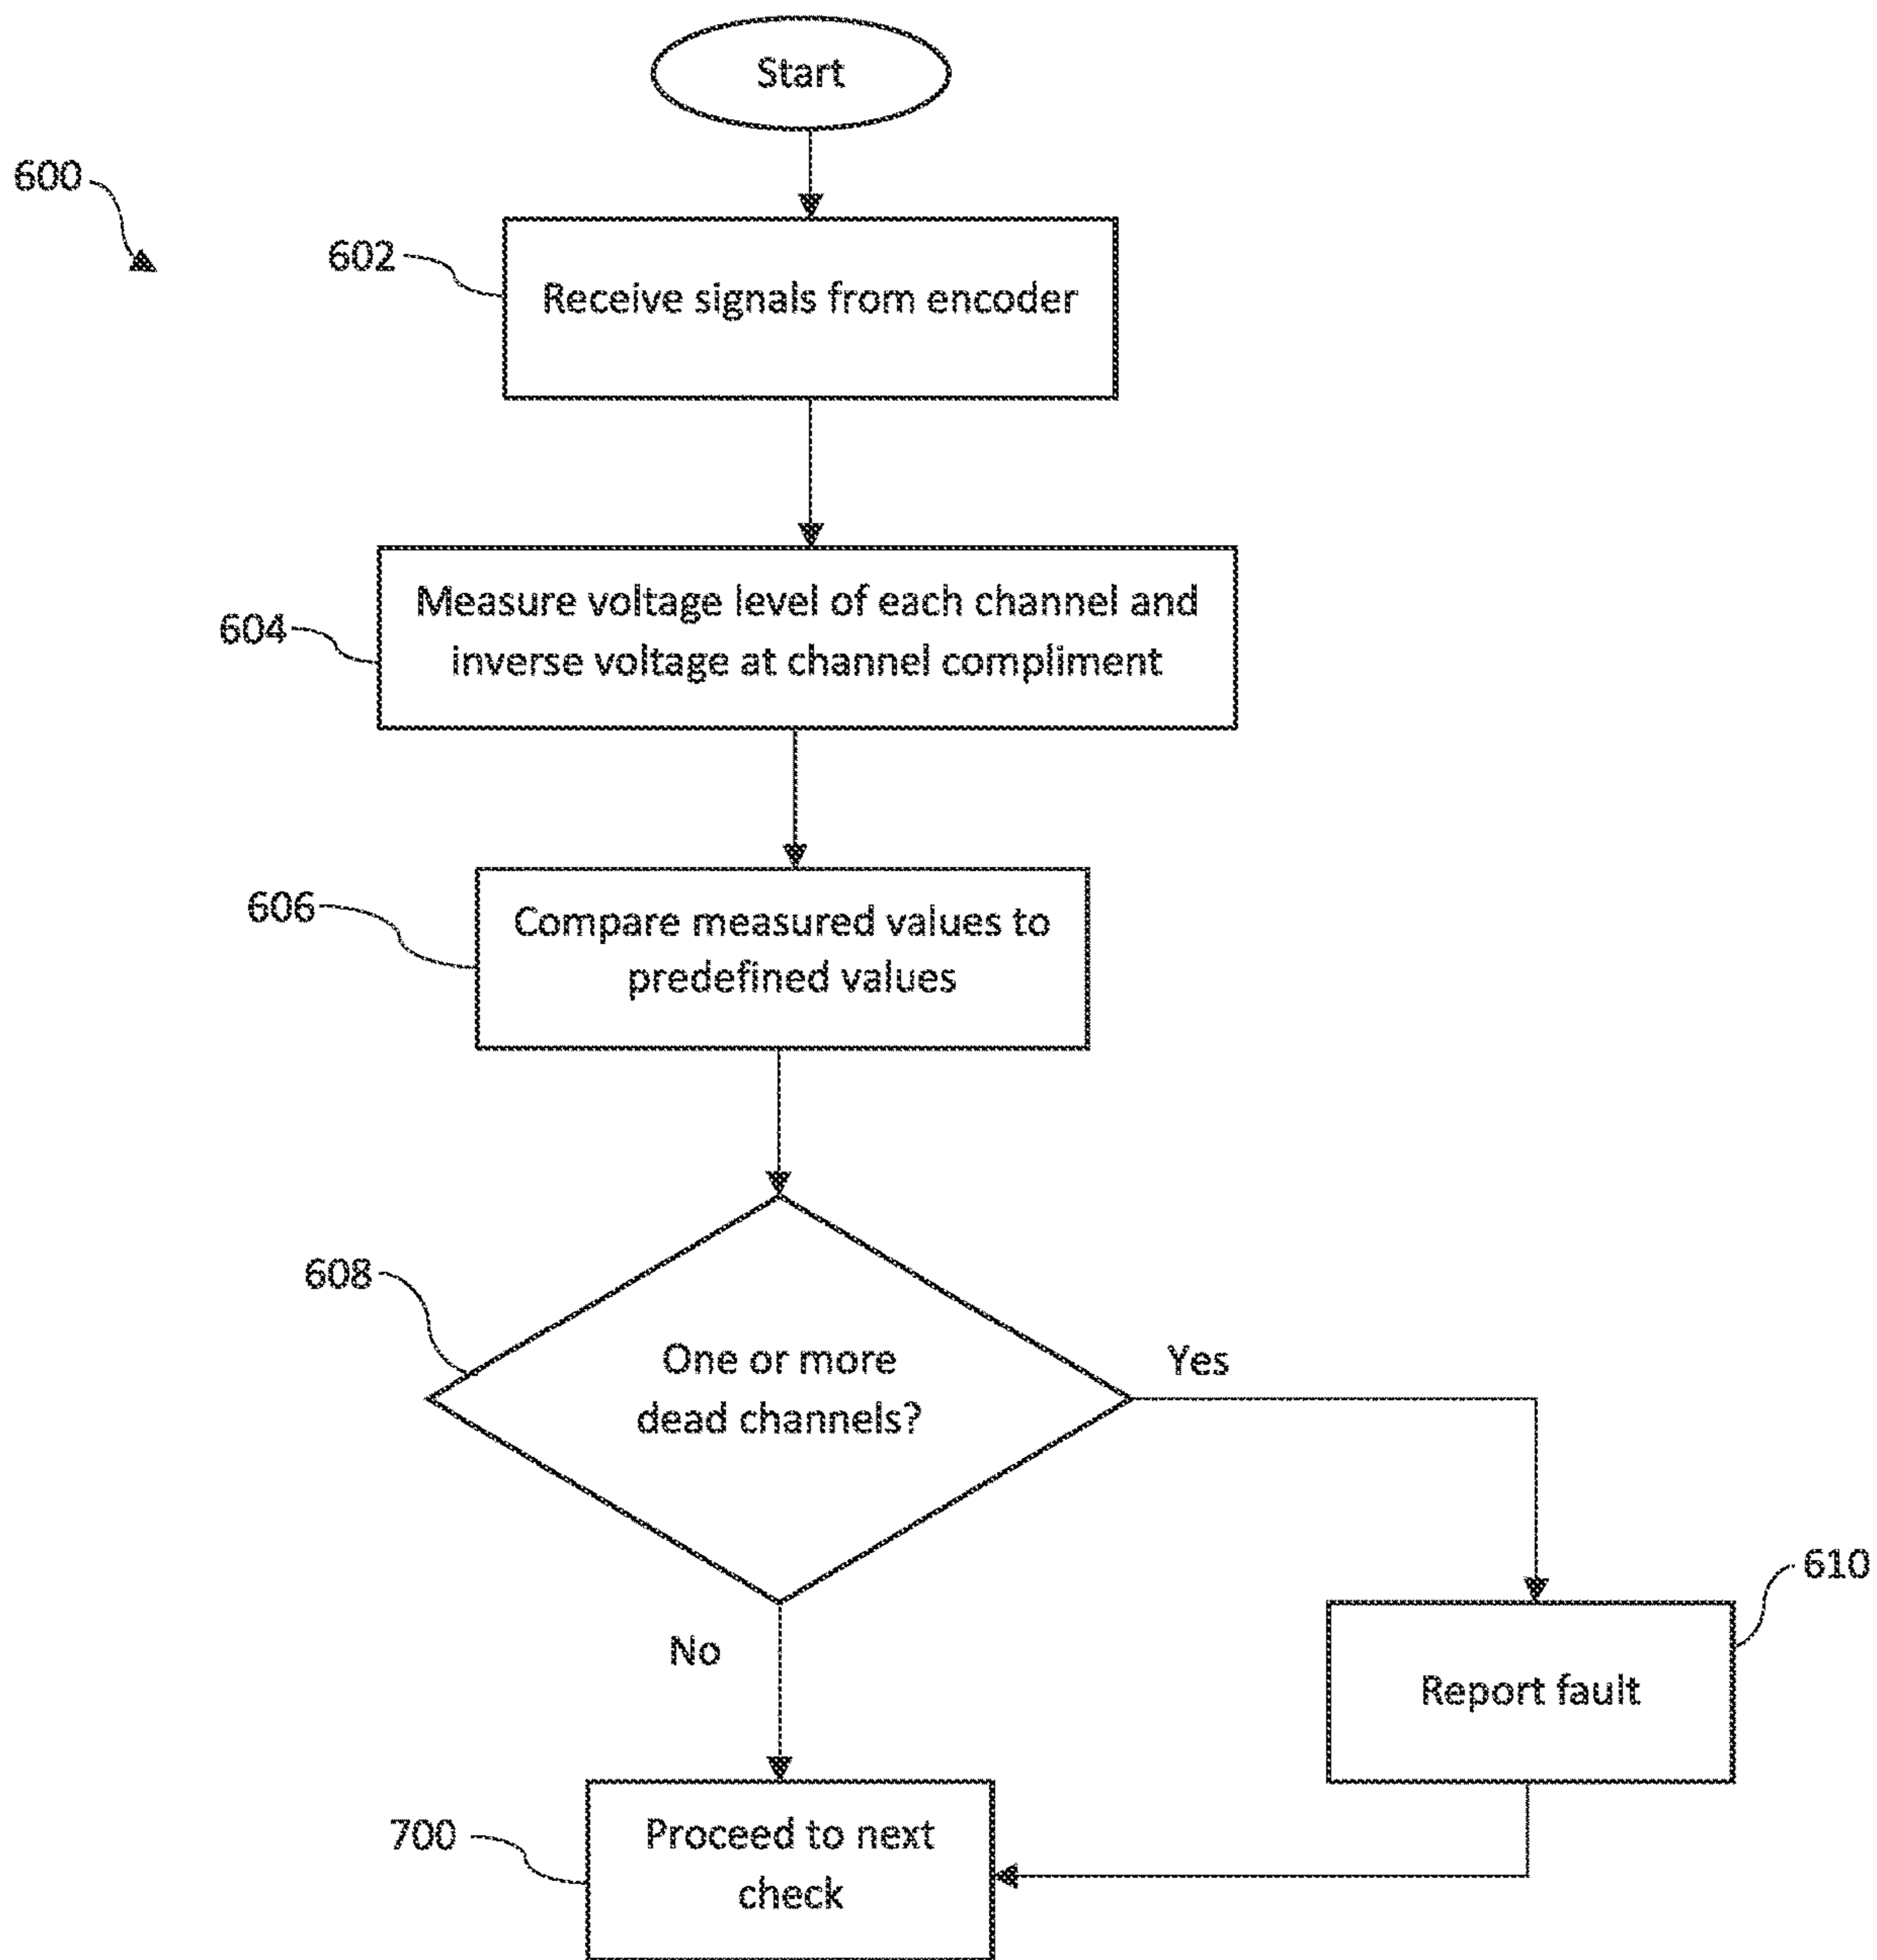 Start
600
602
Receive signals from encoder
604
Measure voltage level of each channel and
inverse voltage at channel compliment
606
Compare measured values to
predefined values
608
One or more
dead channels?
Yes
610
No
Report fault
700
Proceed to next
check